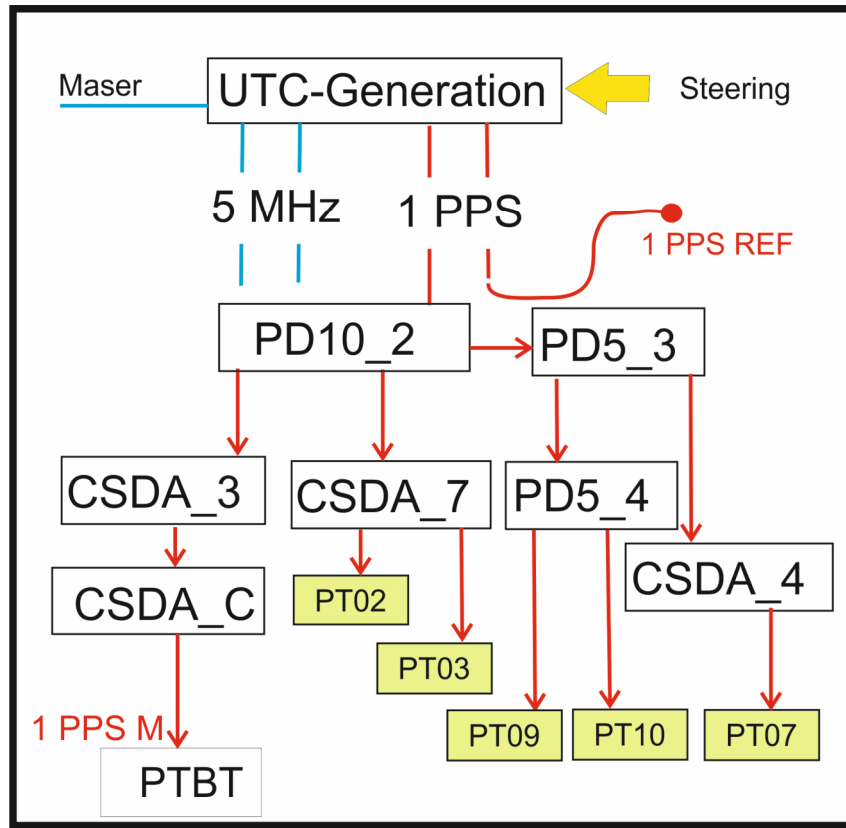 Maser
UTC-Generation
Steering
5 MHz
1 PPS
1 PPS REF
PD10_2
PD5_3
CSDA_3
CSDA_7
PD5_4
CSDA_C
PT02
CSDA_4
PT03
1 PPS M
PT09
PT10
PT07
PTBT